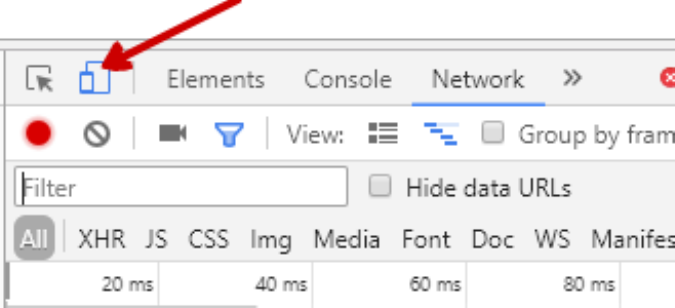 Elements Console Network
View: Group by fram
Filter Hide data URLs
All XHR JS CSS Img Media Font Doc WS Manifes
20 ms 40 ms 60 ms 80 ms